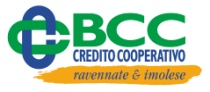 BCC
CREDITO COOPERATIVO
ravennate & imolese